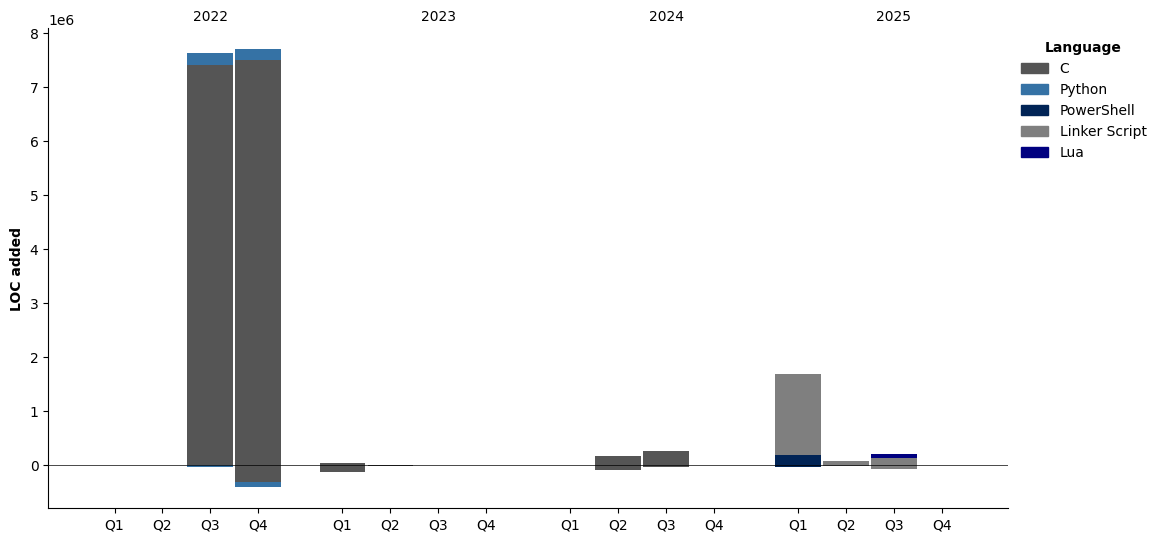 2022 2023 2024 2025
1e6
8
7
6
5
4
3
2
1
0
LOC added
Q1 Q2 Q3 Q4 Q1 Q2 Q3 Q4 Q1 Q2 Q3 Q4 Q1 Q2 Q3 Q4
Language
C
Python
PowerShell
Linker Script
Lua